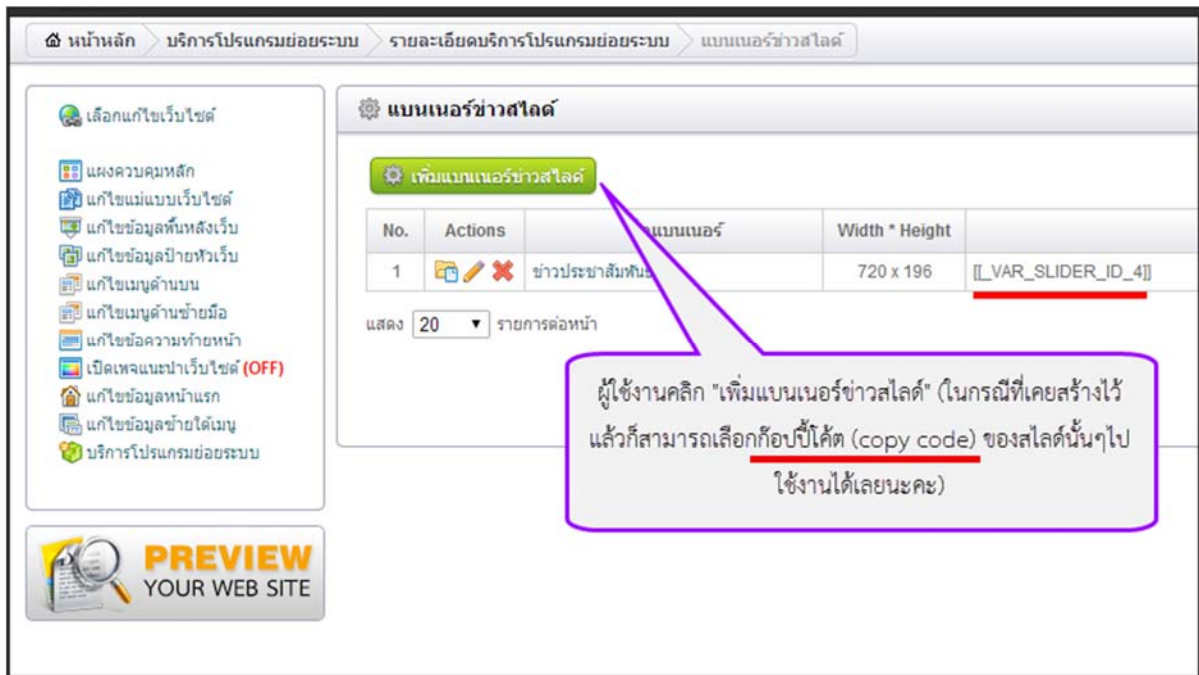 หน้าหลัก บริการโปรแกรมย่อยระบบ รายละเอียดบริการโปรแกรมย่อยระบบ แบนเนอร์ข่าวสไลด์
เลือกแก้ไขเว็บไซต์
แผงควบคุมหลัก
แก้ไขแม่แบบเว็บไซต์
แก้ไขข้อมูลพื้นหลังเว็บ
แก้ไขข้อมูลป้ายหัวเว็บ
แก้ไขเมนูด้านบน
แก้ไขเมนูด้านซ้ายมือ
แก้ไขข้อความท้ายหน้า
เปิดเพจแนะนำเว็บไซต์ (OFF)
แก้ไขข้อมูลหน้าแรก
แก้ไขข้อมูลซ้ายใต้เมนู
บริการโปรแกรมย่อยระบบ
PREVIEW
YOUR WEB SITE
แบนเนอร์ข่าวสไลด์
เพิ่มแบนเนอร์ข่าวสไลด์
No. Actions แบนเนอร์ Width * Height
1 ข่าวประชาสัมพันธ์ 720 x 196 [[_VAR_SLIDER_ID_4]]
แสดง 20 รายการต่อหน้า
ผู้ใช้งานคลิก "เพิ่มแบนเนอร์ข่าวสไลด์" (ในกรณีที่เคยสร้างไว้
แล้วก็สามารถเลือกก๊อปปี้โค้ต (copy code) ของสไลด์นั้นๆไป
ใช้งานได้เลยนะคะ)